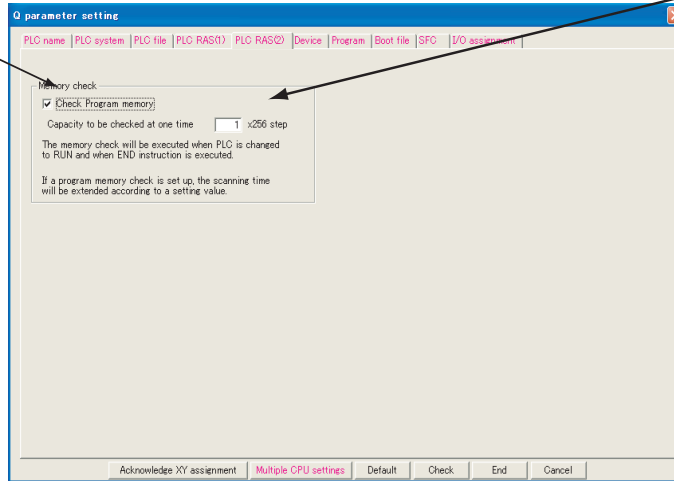 Q parameter setting
PLC name PLC system PLC file PLC RAS(1) PLC RAS(2) Device Program Boot file SFC I/O assignment
Memory check
Check Program memory
Capacity to be checked at one time 1 x256 step
The memory check will be executed when PLC is changed
to RUN and when END instruction is executed.
If a program memory check is set up, the scanning time
will be extended according to a setting value.
Acknowledge XY assignment Multiple CPU settings Default Check End Cancel